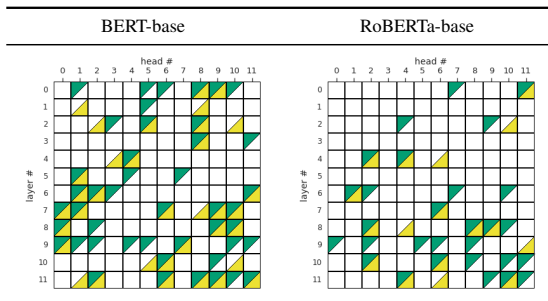 BERT-base RoBERTa-base
head # head #
0 1 2 3 4 5 6 7 8 9 10 11 0 1 2 3 4 5 6 7 8 9 10 11
layer #
0 0
1 1
2 2
3 3
4 4
5 5
6 6
7 7
8 8
9 9
10 10
11 11
layer #